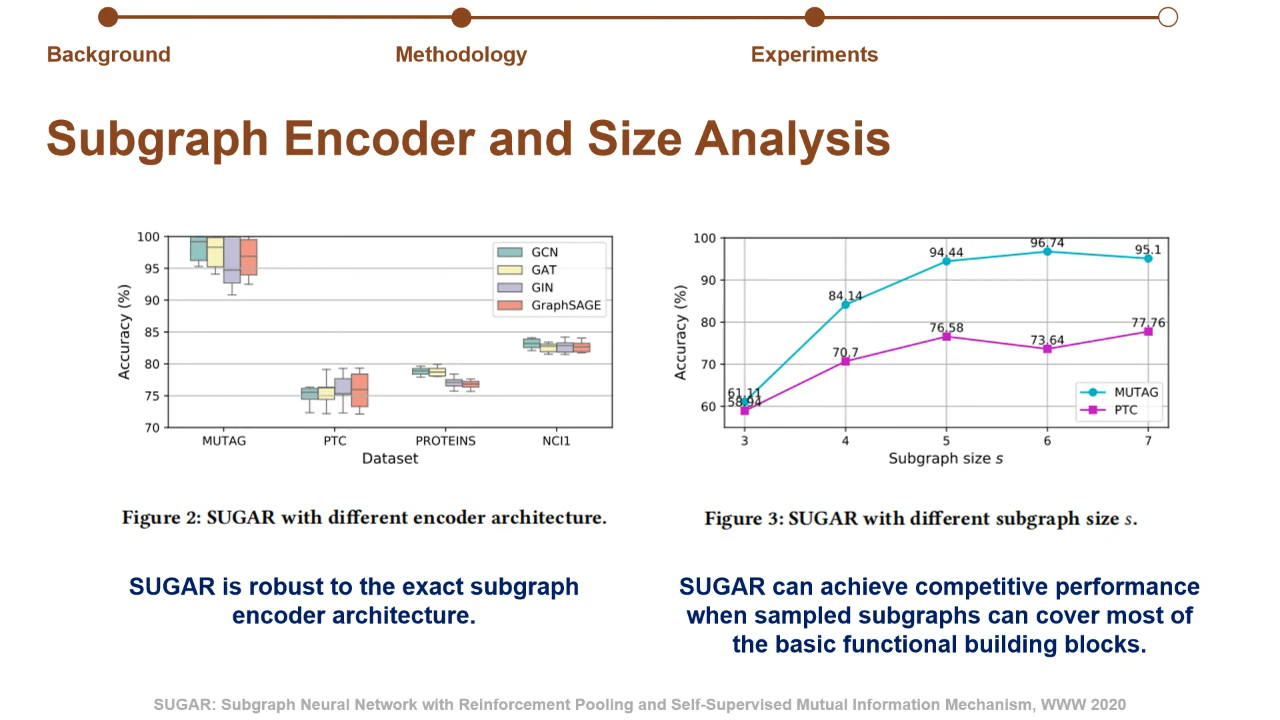 Background
Methodology
Experiments
Subgraph Encoder and Size Analysis
100
95
90
85
80
75
70
Accuracy (%)
GCN
GAT
GIN
GraphSAGE
MUTAG
PTC
PROTEINS
NCI1
Dataset
Figure 2: SUGAR with different encoder architecture.
SUGAR is robust to the exact subgraph
encoder architecture.
100
90
80
70
60
Accuracy (%)
61.11
84.14
94.44
96.74
95.1
58.94
70.7
76.58
73.64
77.76
MUTAG
PTC
3
4
5
6
7
Subgraph size s
Figure 3: SUGAR with different subgraph size s.
SUGAR can achieve competitive performance
when sampled subgraphs can cover most of
the basic functional building blocks.
SUGAR: Subgraph Neural Network with Reinforcement Pooling and Self-Supervised Mutual Information Mechanism, WWW 2020